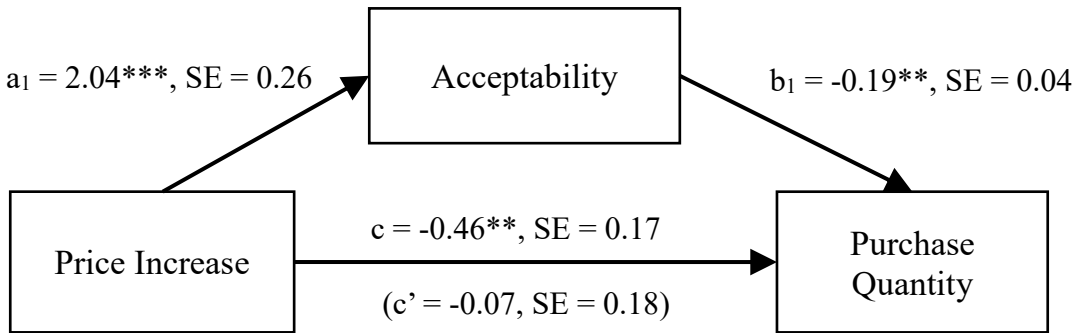 a₁ = 2.04***, SE = 0.26
Acceptability
b₁ = -0.19**, SE = 0.04
Price Increase
c = -0.46**, SE = 0.17
(c’ = -0.07, SE = 0.18)
Purchase
Quantity